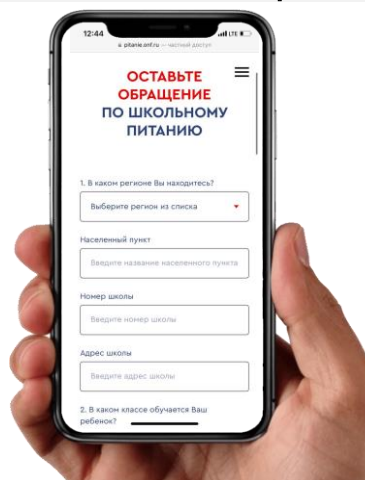 12:44
LTE
pitanie.onf.ru — частный доступ
ОСТАВЬТЕ
ОБРАЩЕНИЕ
ПО ШКОЛЬНОМУ
ПИТАНИЮ
1. В каком регионе Вы находитесь?
Выберите регион из списка
Населенный пункт
Введите название населенного пункта
Номер школы
Введите номер школы
Адрес школы
Введите адрес школы
2. В каком классе обучается Ваш
ребенок?